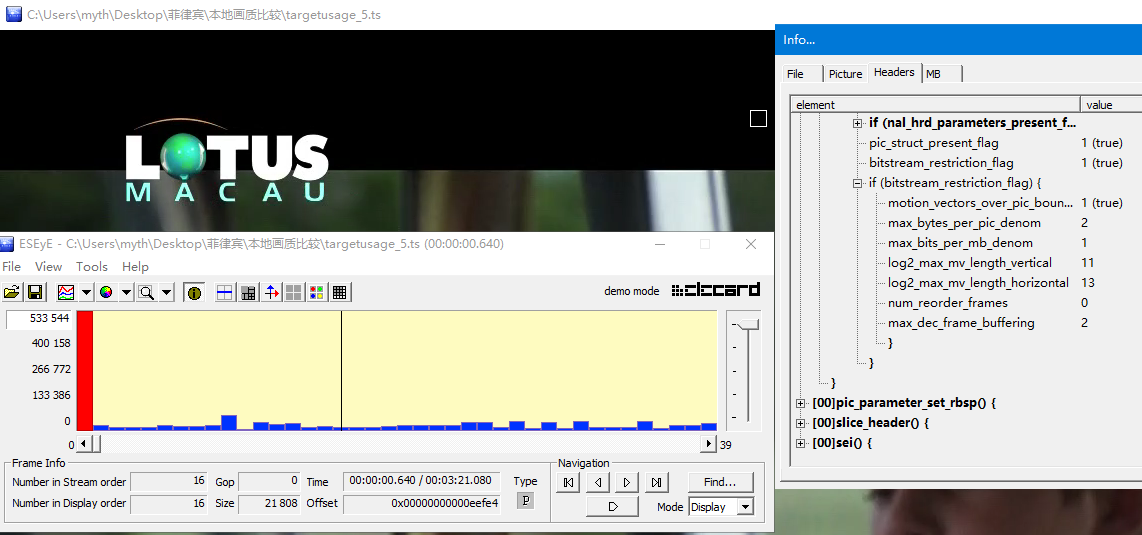 C:\Users\myth\Desktop\菲律宾\本地画质比较\targetusage_5.ts
LOTUS
MACAU
ESEyE - C:\Users\myth\Desktop\菲律宾\本地画质比较\targetusage_5.ts (00:00:00.640)
File View Tools Help
demo mode elecard
533 544
400 158
266 772
133 386
0
0 39
Frame Info
Number in Stream order 16 Gop 0 Time 00:00:00.640 / 00:03:21.080 Type
Number in Display order 16 Size 21 808 Offset 0x0000000000eefe4 P
Navigation
Find...
Mode Display
Info...
File Picture Headers MB
element value
if (nal_hrd_parameters_present_f...
pic_struct_present_flag 1 (true)
bitstream_restriction_flag 1 (true)
if (bitstream_restriction_flag) {
motion_vectors_over_pic_boun... 1 (true)
max_bytes_per_pic_denom 2
max_bits_per_mb_denom 1
log2_max_mv_length_vertical 11
log2_max_mv_length_horizontal 13
num_reorder_frames 0
max_dec_frame_buffering 2
}
}
}
[00]pic_parameter_set_rbsp() {
[00]slice_header() {
[00]sei() {